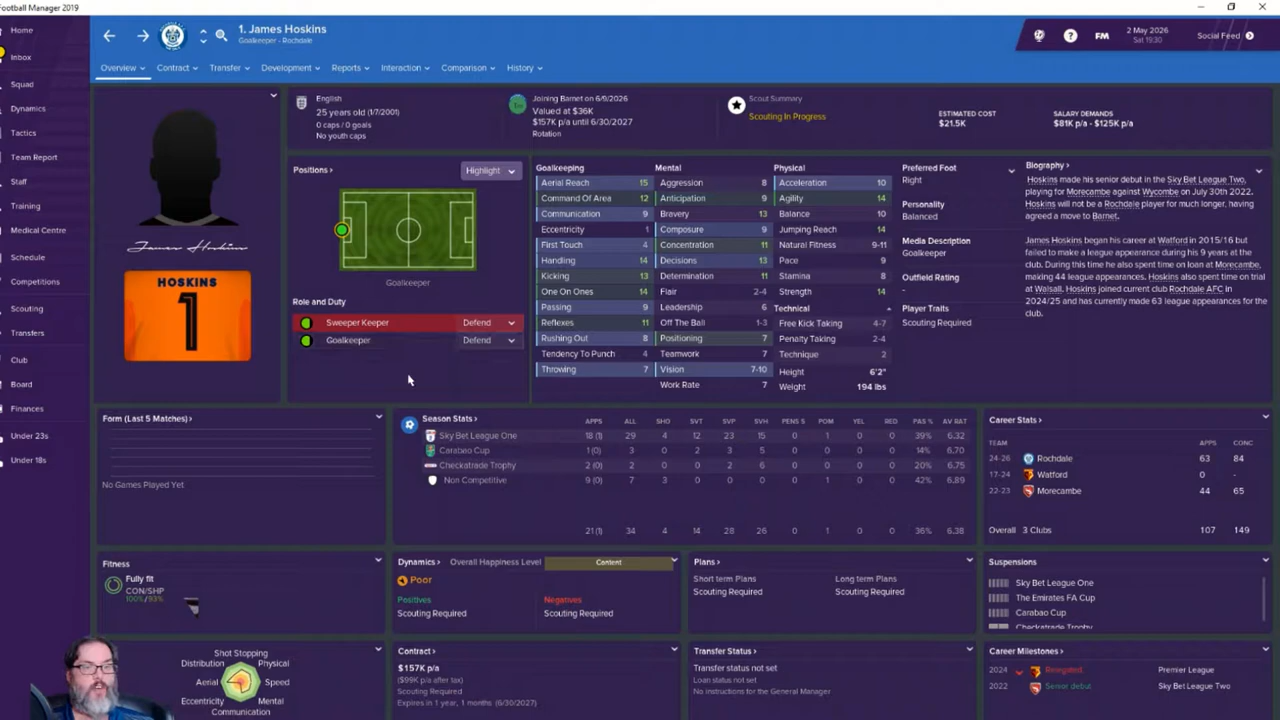 Football Manager 2019
Home
Inbox
Squad
Dynamics
Tactics
Team Report
Staff
Training
Medical Centre
Schedule
Competitions
Scouting
Transfers
Club
Board
Finances
Under 23s
Under 18s
1. James Hoskins
Goalkeeper - Rochdale
FM
2 May 2026
Sat 19:30
Social Feed
Overview
Contract
Transfer
Development
Reports
Interaction
Comparison
History
James Hoskins
HOSKINS
1
English
25 years old (1/7/2001)
0 caps / 0 goals
No youth caps
Joining Barnet on 6/9/2026
Valued at $36K
$157K p/a until 6/30/2027
Rotation
Scout Summary
Scouting In Progress
ESTIMATED COST
$21.5K
SALARY DEMANDS
$81K p/a - $125K p/a
Positions
Highlight
Goalkeeper
Role and Duty
Sweeper Keeper Defend
Goalkeeper Defend
Goalkeeping
Aerial Reach 15
Command Of Area 12
Communication 9
Eccentricity 1
First Touch 4
Handling 14
Kicking 13
One On Ones 14
Passing 9
Reflexes 11
Rushing Out 8
Tendency To Punch 4
Throwing 7
Mental
Aggression 8
Anticipation 9
Bravery 13
Composure 9
Concentration 11
Decisions 13
Determination 11
Flair 2-4
Leadership 6
Off The Ball 1-3
Positioning 7
Teamwork 7
Vision 7-10
Work Rate 7
Physical
Acceleration 10
Agility 14
Balance 10
Jumping Reach 14
Natural Fitness 9-11
Pace 9
Stamina 8
Strength 14
Technical
Free Kick Taking 4-7
Penalty Taking 2-4
Technique 2
Height 6'2"
Weight 194 lbs
Preferred Foot
Right
Personality
Balanced
Media Description
Goalkeeper
Outfield Rating
-
Player Traits
Scouting Required
Biography
Hoskins made his senior debut in the Sky Bet League Two,
playing for Morecambe against Wycombe on July 30th 2022.
Hoskins will not be a Rochdale player for much longer, having
agreed a move to Barnet.
James Hoskins began his career at Watford in 2015/16 but
failed to make a league appearance during his 9 years at the
club. During this time he also spent time on loan at Morecambe,
making 44 league appearances. Hoskins also spent time on trial
at Walsall. Hoskins joined current club Rochdale AFC in
2024/25 and has currently made 63 league appearances for the
club.
Form (Last 5 Matches)
No Games Played Yet
Season Stats APPS ALL SHO SVT SVP SVH PENS S POM YEL RED PAS % AV RAT
Sky Bet League One 18 (1) 29 4 12 23 15 0 1 0 0 39% 6.32
Carabao Cup 1 (0) 3 0 2 3 5 0 0 0 0 14% 6.70
Checkatrade Trophy 2 (0) 2 0 0 2 6 0 0 0 0 20% 6.75
Non Competitive 9 (0) 7 3 0 0 0 0 1 0 0 42% 6.89
21 (1) 34 4 14 28 26 0 1 0 0 36% 6.38
Career Stats
TEAM APPS CONC
24-26 Rochdale 63 84
17-24 Watford 0 -
22-23 Morecambe 44 65
Overall 3 Clubs 107 149
Fitness
Fully fit
CON/SHP
100%/93%
Dynamics
Overall Happiness Level
Content
Poor
Positives
Scouting Required
Negatives
Scouting Required
Plans
Short term Plans
Scouting Required
Long term Plans
Scouting Required
Suspensions
Sky Bet League One
The Emirates FA Cup
Carabao Cup
Checkatrade Trophy
Shot Stopping
Physical
Speed
Mental
Communication
Eccentricity
Aerial
Distribution
Contract
$157K p/a
($99K p/a after tax)
Scouting Required
Expires in 1 year, 1 months (6/30/2027)
Transfer Status
Transfer status not set
Loan status not set
No instructions for the General Manager
Career Milestones
2024 Relegated Premier League
2022 Senior debut Sky Bet League Two